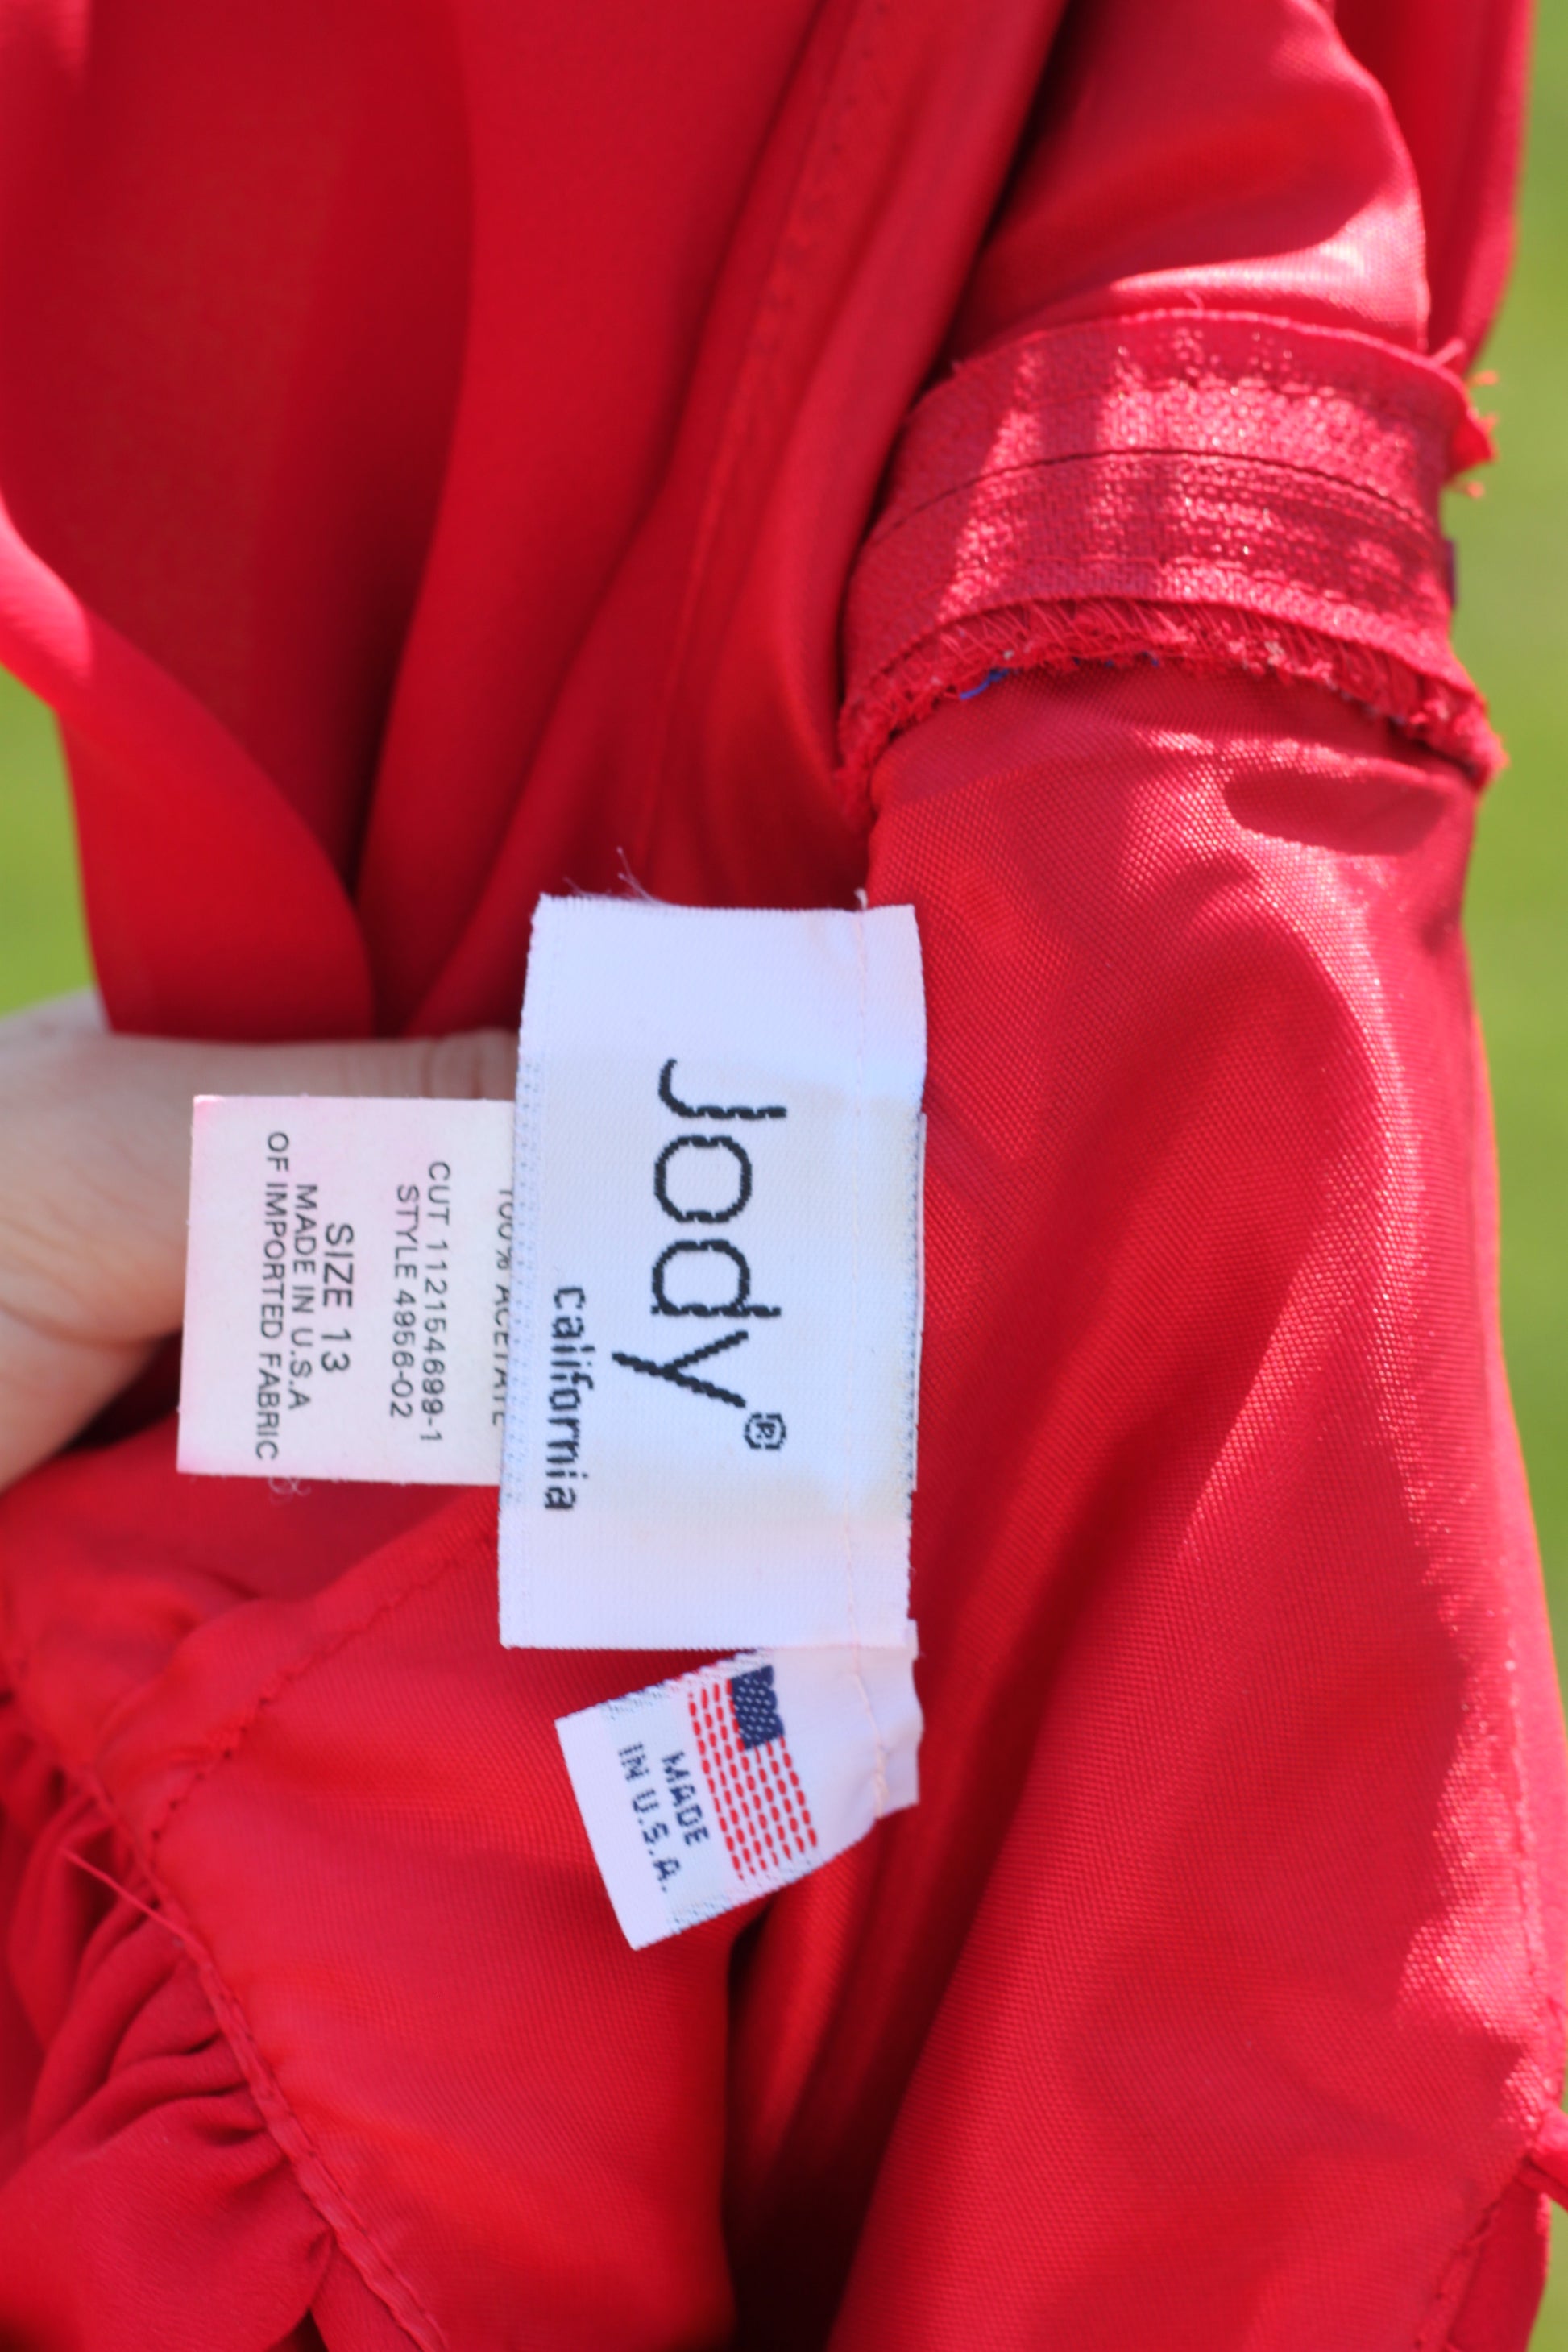 Jody®
california
100% ACETATE
CUT 112154699-1
STYLE 4956-02
SIZE 13
MADE IN U.S.A
OF IMPORTED FABRIC
MADE
IN U.S.A.